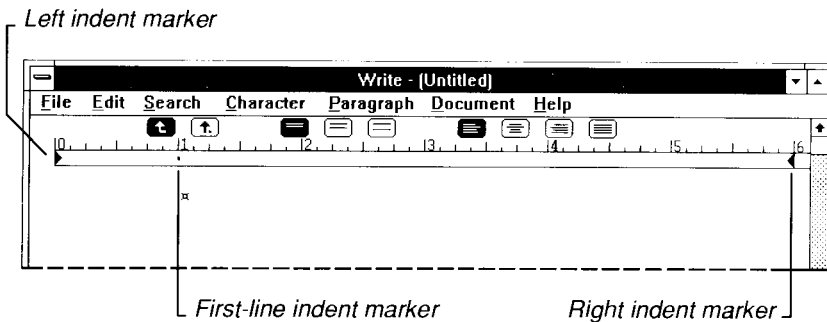 Left indent marker
Write - (Untitled)
File Edit Search Character Paragraph Document Help
0 1 2 3 4 5 6
First-line indent marker Right indent marker